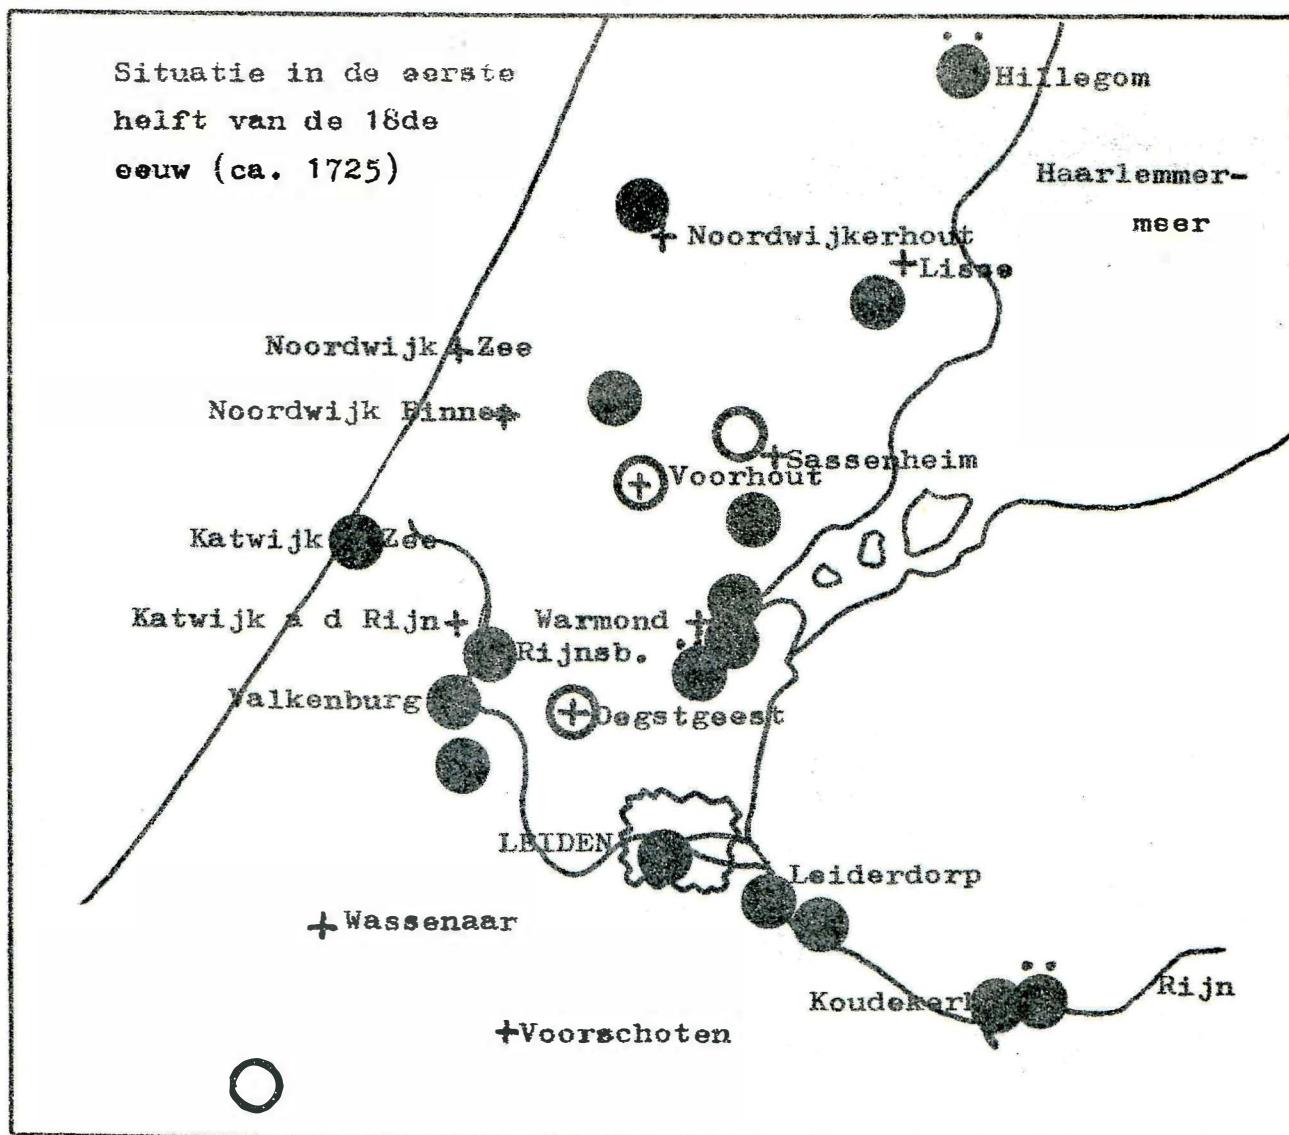 Situatie in de eerste
helft van de 18de
eeuw (ca. 1725)
Hillegom
Haarlemmer-
meer
Noordwijkerhout
Lisse
Noordwijk Zee
Noordwijk Binnen
Sassenheim
Voorhout
Katwijk Zee
Katwijk a d Rijn
Warmond
Rijnsb.
Valkenburg
Oegstgeest
LEIDEN
Leiderdorp
Wassenaar
Koudekerk
Rijn
Voorschoten